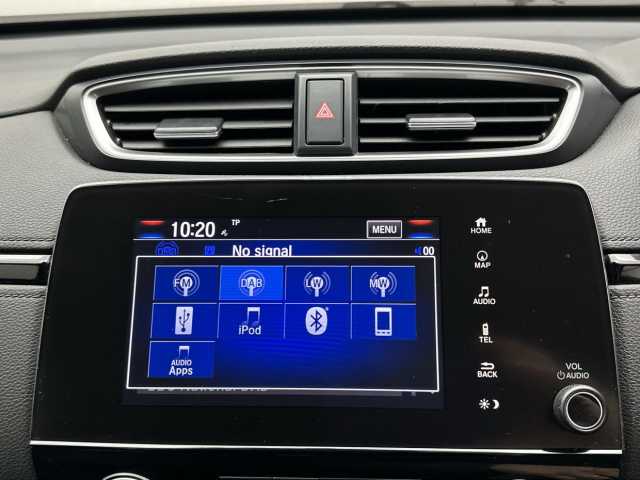 10:20 TP MENU
No signal 00
FM DAB LW MW
iPod
AUDIO
Apps
HOME
MAP
AUDIO
TEL
BACK
VOL
AUDIO